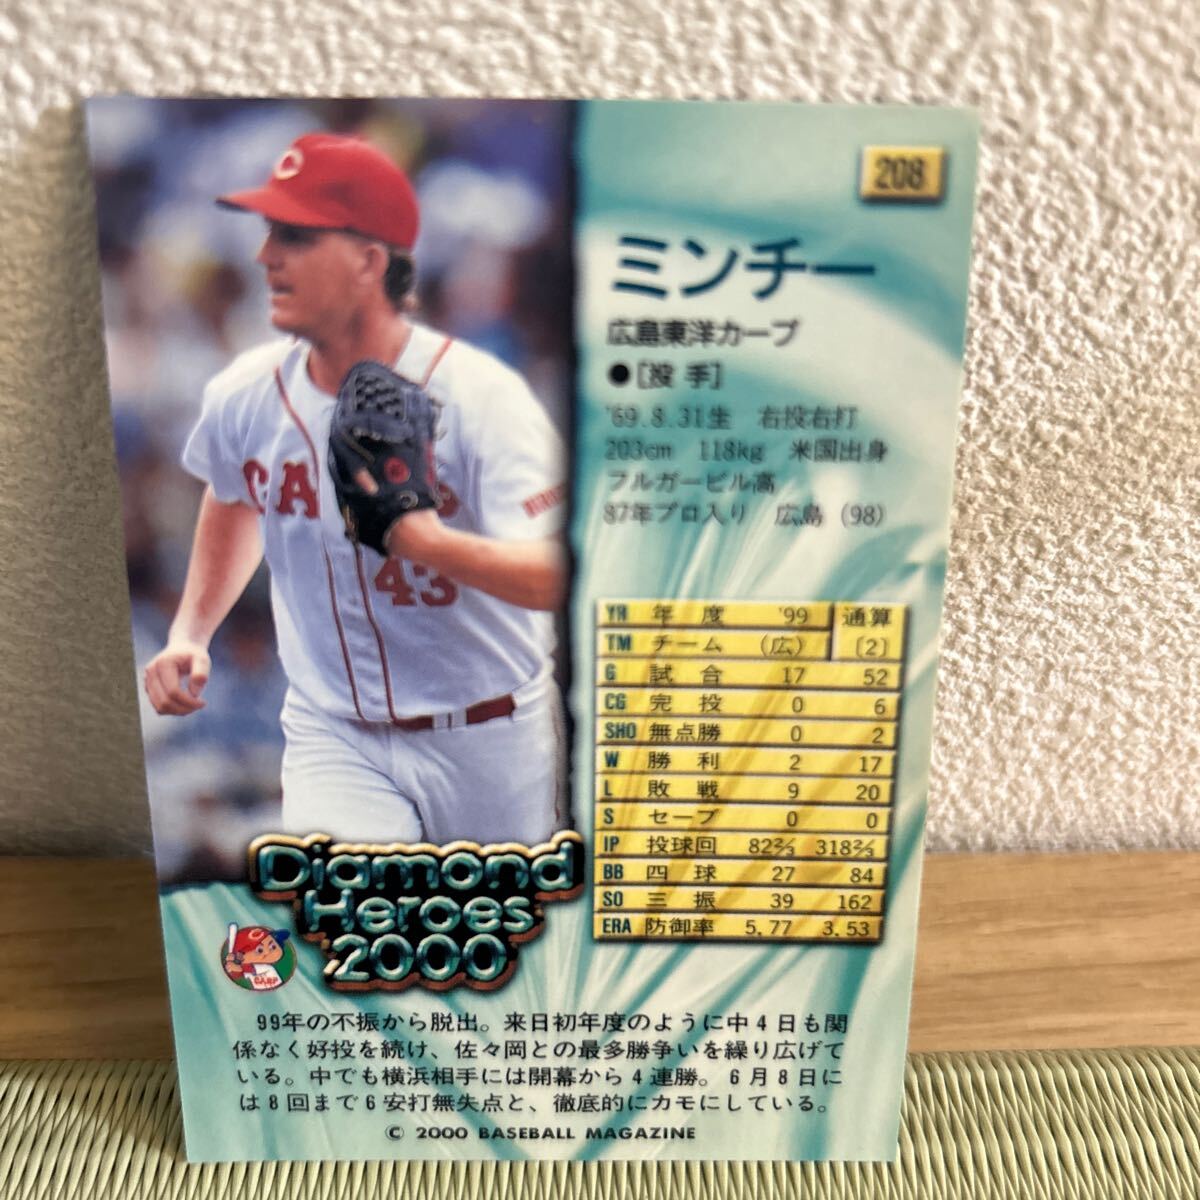 208
ミンチー
広島東洋カープ
●[投 手]
'69.8.31生 右投右打
203cm 118kg 米国出身
フルガービル高
87年プロ入り 広島（98）
YR 年 度 '99 通算
TM チーム （広） 〔2〕
G 試 合 17 52
CG 完 投 0 6
SHO 無点勝 0 2
W 勝 利 2 17
L 敗 戦 9 20
S セーブ 0 0
IP 投球回 82⅔ 318⅔
BB 四 球 27 84
SO 三 振 39 162
ERA 防御率 5.77 3.53
C
CA
43
Diamond
Heroes
2000
C
CARP
99年の不振から脱出。来日初年度のように中4日も関
係なく好投を続け、佐々岡との最多勝争いを繰り広げて
いる。中でも横浜相手には開幕から4連勝。6月8日に
は8回まで6安打無失点と、徹底的にカモにしている。
© 2000 BASEBALL MAGAZINE